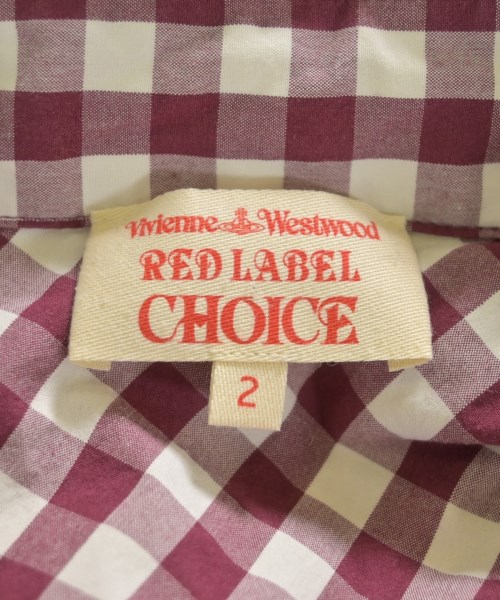 Vivienne Westwood
RED LABEL
CHOICE
2